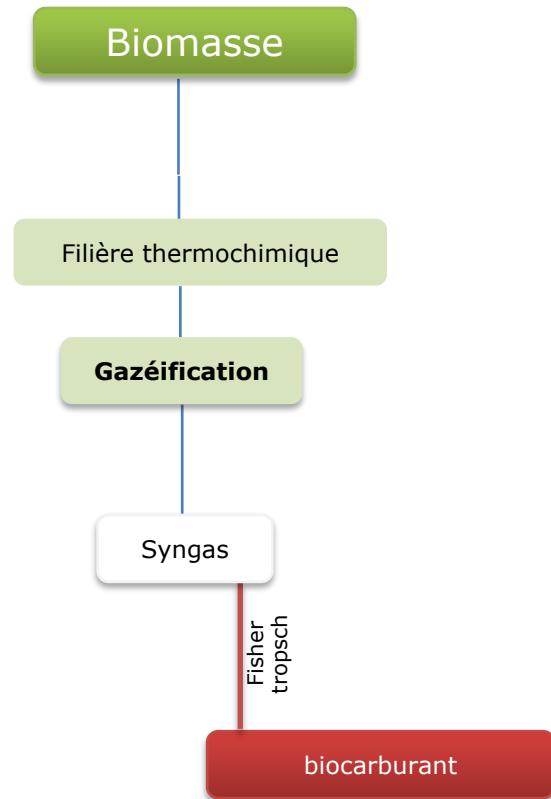 Biomasse
Filière thermochimique
Gazéification
Syngas
Fisher
tropsch
biocarburant